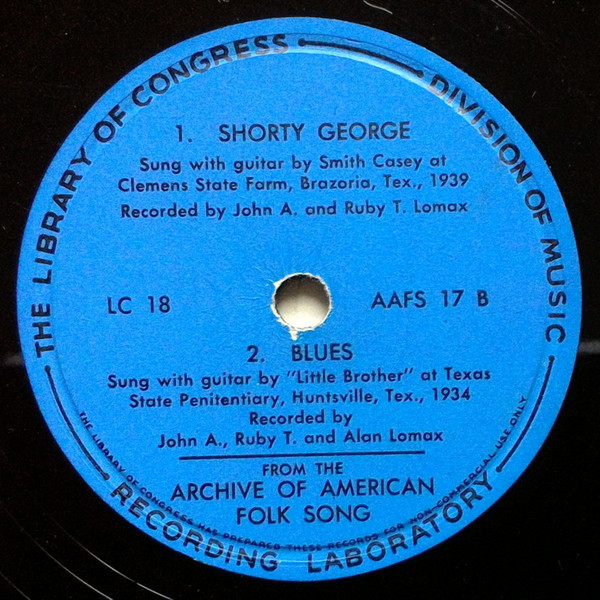 THE LIBRARY OF CONGRESS
DIVISION OF MUSIC
1. SHORTY GEORGE
Sung with guitar by Smith Casey at
Clemens State Farm, Brazoria, Tex., 1939
Recorded by John A. and Ruby T. Lomax
LC 18
AAFS 17 B
2. BLUES
Sung with guitar by "Little Brother" at Texas
State Penitentiary, Huntsville, Tex., 1934
Recorded by
John A., Ruby T. and Alan Lomax
FROM THE
ARCHIVE OF AMERICAN
FOLK SONG
THE LIBRARY OF CONGRESS HAS PREPARED THESE RECORDS FOR NON-COMMERCIAL USE ONLY
RECORDING LABORATORY